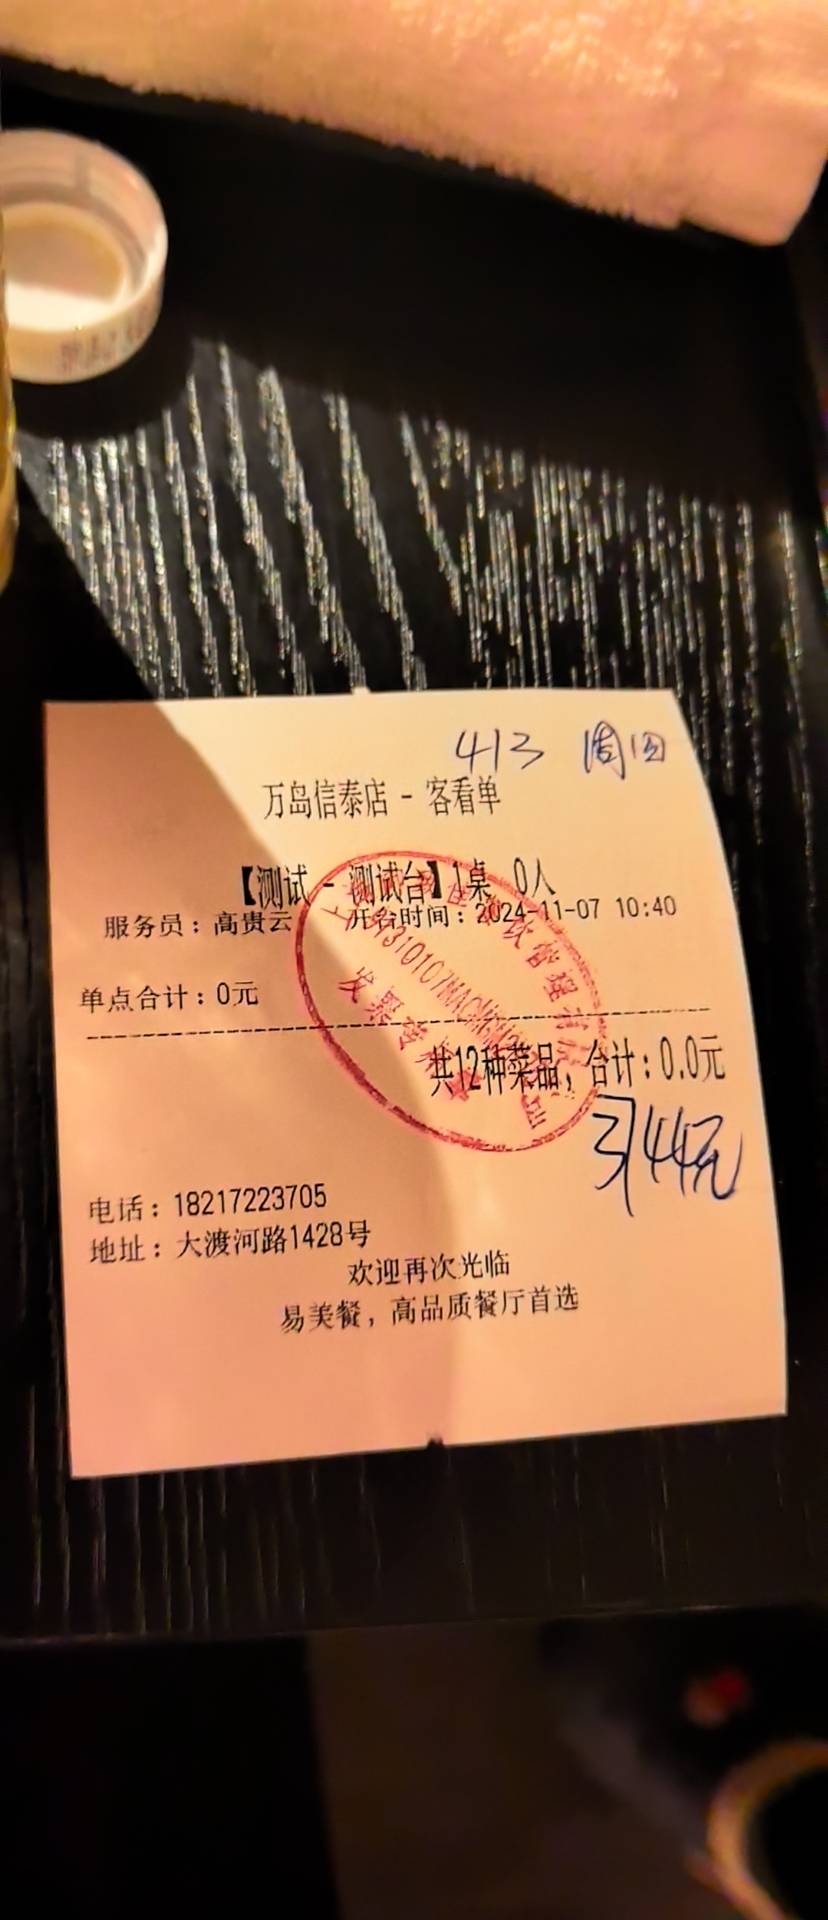 413 周四
万岛信泰店 - 客看单
【测试 - 测试台】1桌 0人
服务员：高贵云 开台时间：2024-11-07 10:40
单点合计：0元
共12种菜品，合计：0.0元
3144元
电话：18217223705
地址：大渡河路1428号
欢迎再次光临
易美餐，高品质餐厅首选